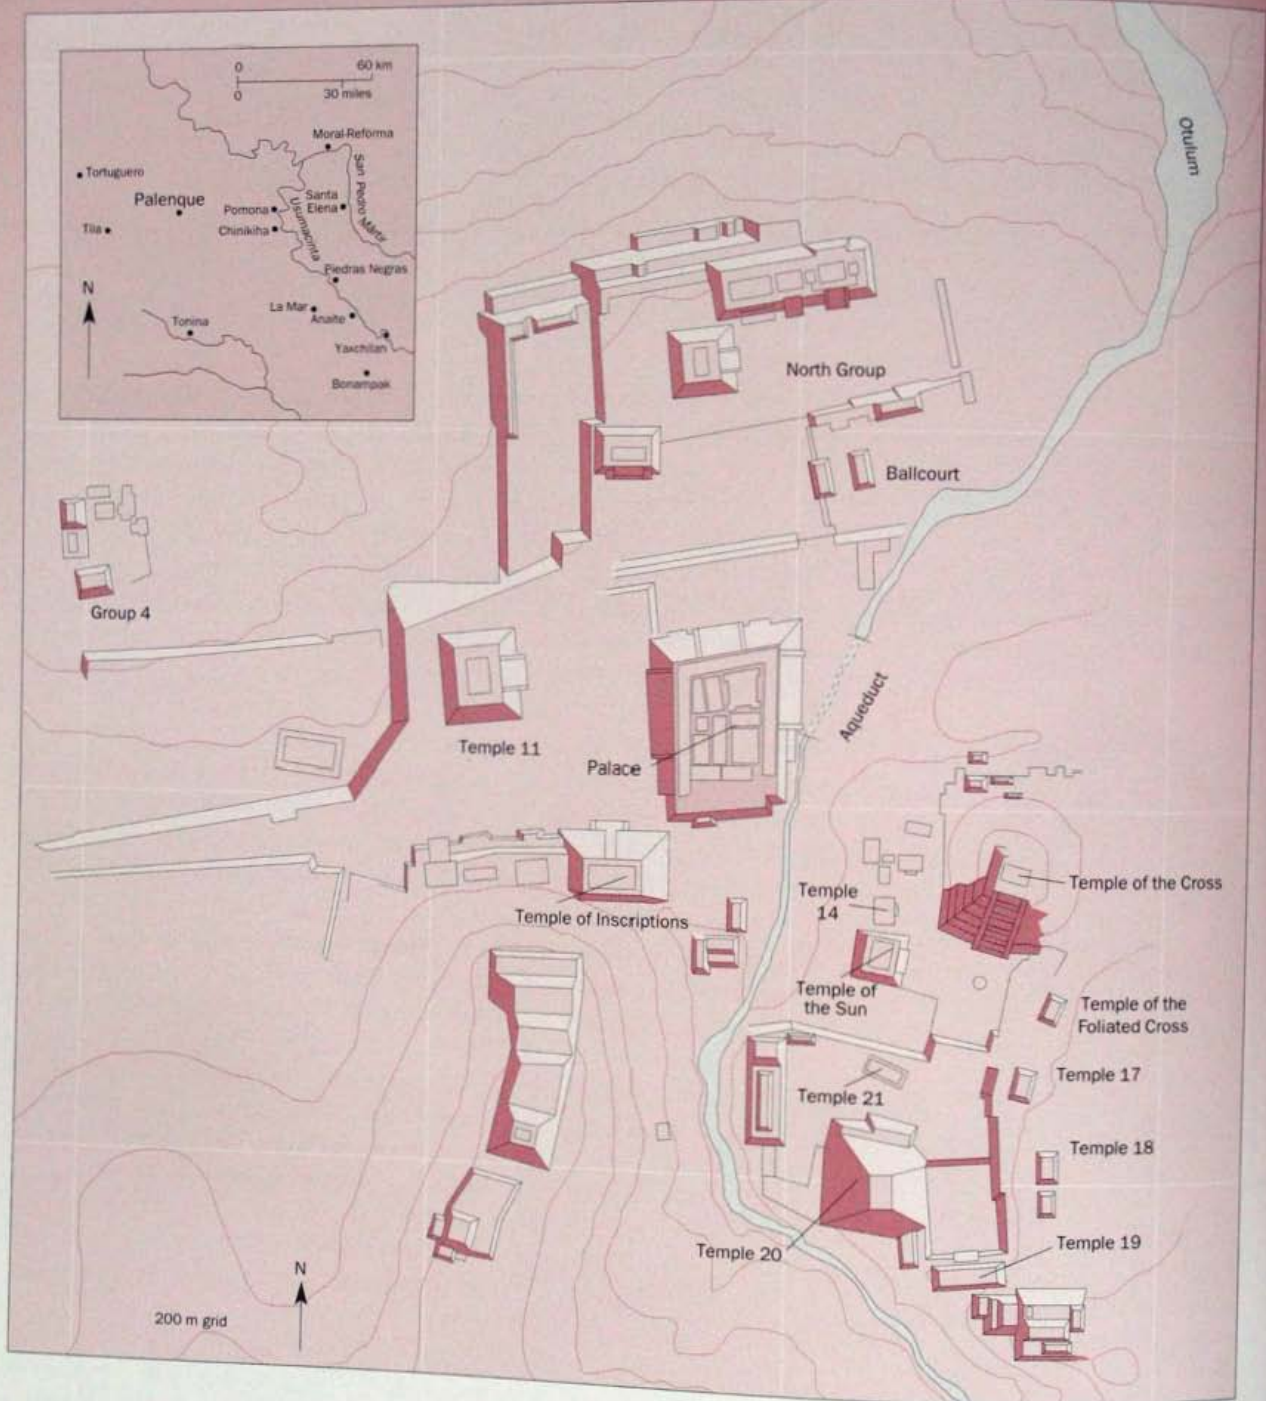 0
60 km
0
30 miles
Moral-Reforma
Tortuguero
San Pedro Mártir
Palenque
Santa
Elena
Pomona
Usumacinta
Tila
Chinikiha
Piedras Negras
N
La Mar
Anaite
Tonina
Yaxchilan
Bonampak
Otulum
North Group
Ballcourt
Group 4
Aqueduct
Temple 11
Palace
Temple of the Cross
Temple
14
Temple of Inscriptions
Temple of
the Sun
Temple of the
Foliated Cross
Temple 17
Temple 21
Temple 18
Temple 19
Temple 20
N
200 m grid